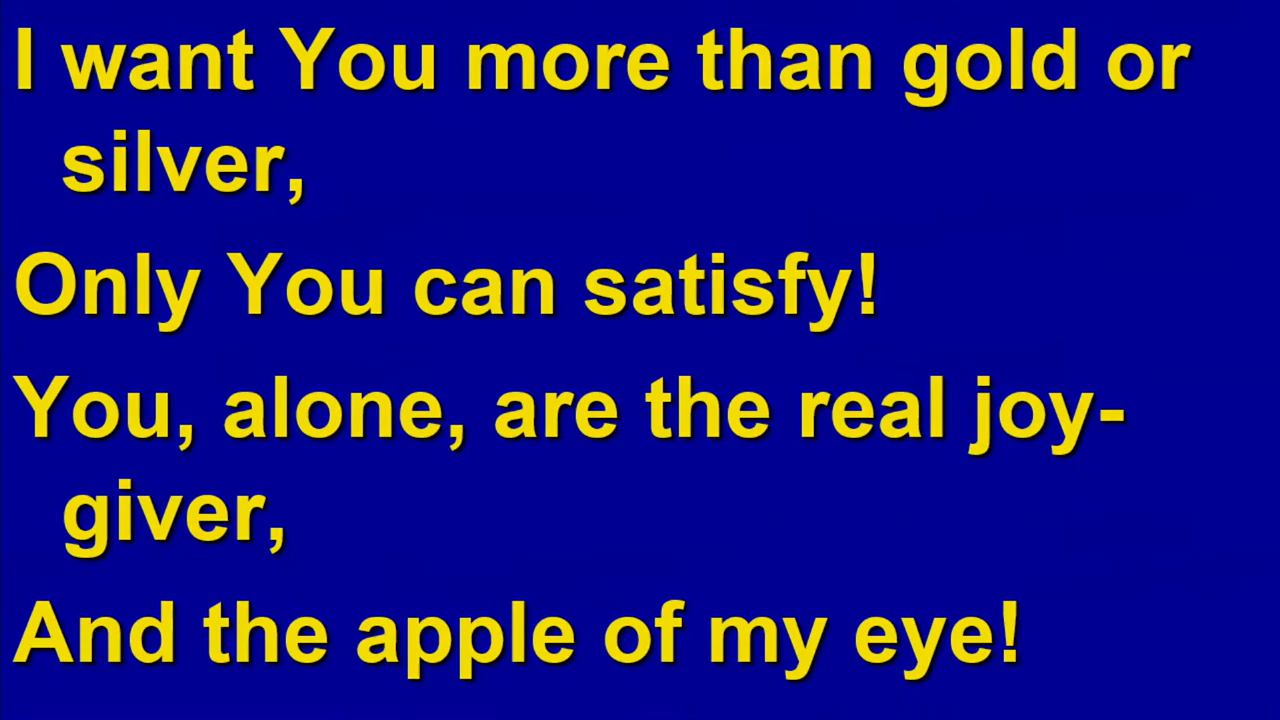 I want You more than gold or
silver,
Only You can satisfy!
You, alone, are the real joy-
giver,
And the apple of my eye!